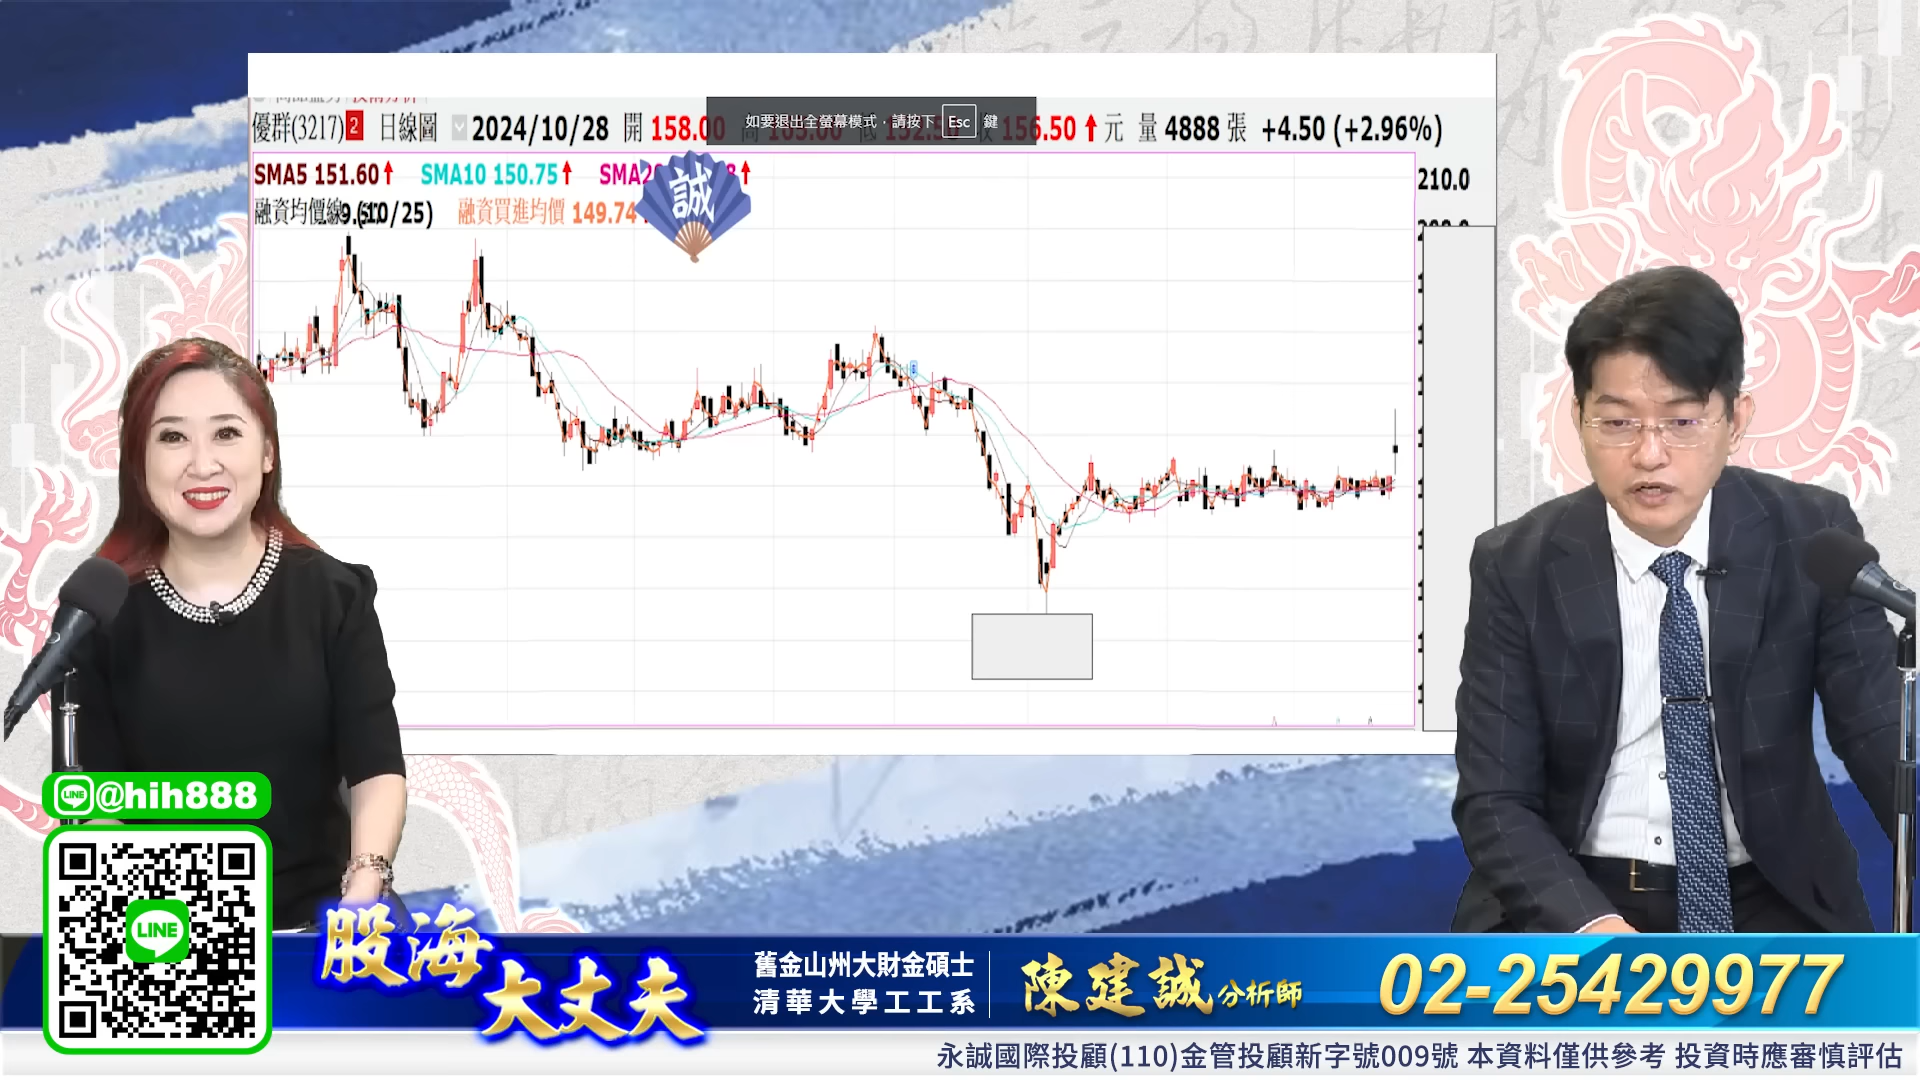 優群(3217) 2 日線圖 2024/10/28 開 158.00 156.50 元 量 4888 張 +4.50 (+2.96%)
如要退出全螢幕模式，請按下 Esc 鍵
SMA5 151.60 SMA10 150.75
誠
融資均價線 (10/25) 融資買進均價 149.74
210.0
LINE @hih888
LINE
股海大丈夫
舊金山州大財金碩士
清華大學工工系
陳建誠 分析師
02-25429977
永誠國際投顧(110)金管投顧新字號009號 本資料僅供參考 投資時應審慎評估